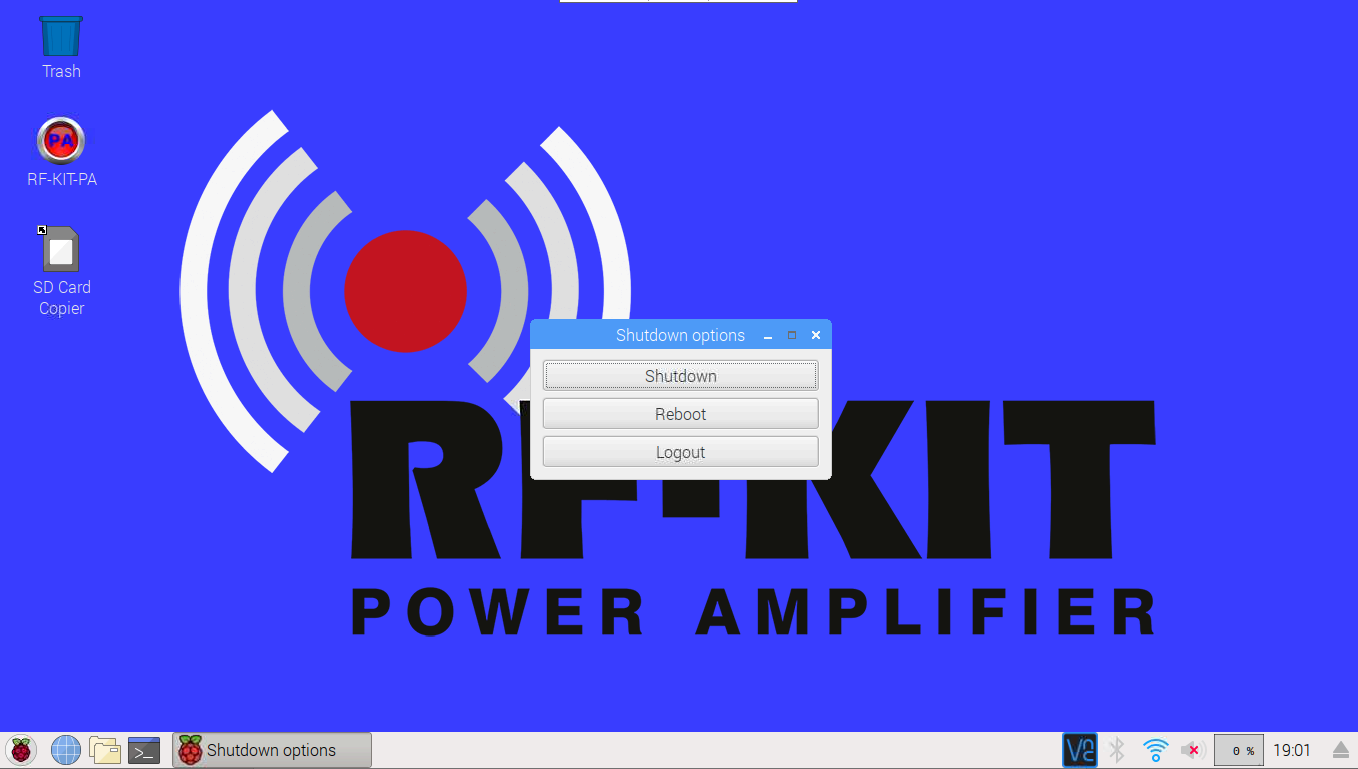 Trash
PA
RF-KIT-PA
SD Card
Copier
Shutdown options
Shutdown
Reboot
Logout
RF-KIT
POWER AMPLIFIER
>_
Shutdown options
0 %
19:01